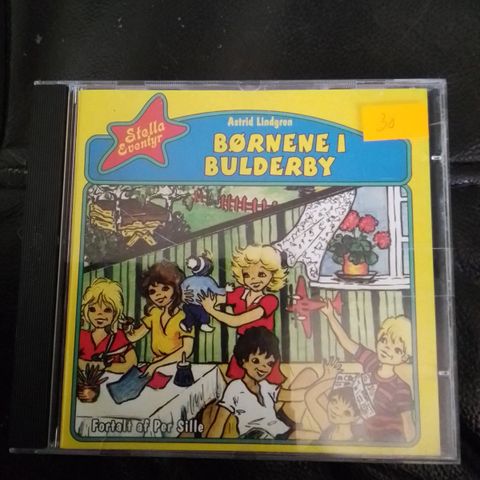 Stella
Eventyr
Astrid Lindgren
BØRNENE I
BULDERBY
30
Fortalt af Per Sille